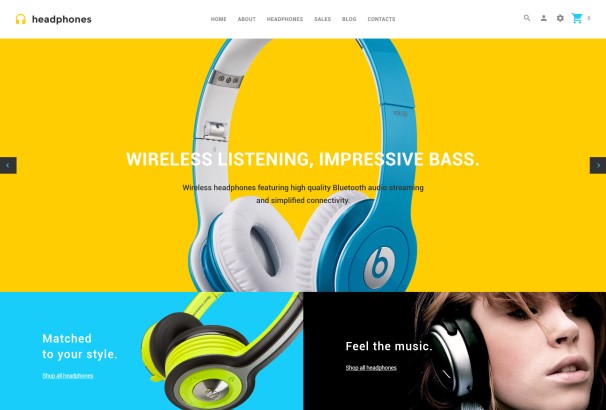 headphones
HOME ABOUT HEADPHONES SALES BLOG CONTACTS
0
WIRELESS LISTENING, IMPRESSIVE BASS.
Wireless headphones featuring high quality Bluetooth audio streaming
and simplified connectivity.
b
Matched
to your style.
Shop all headphones
Feel the music.
Shop all headphones